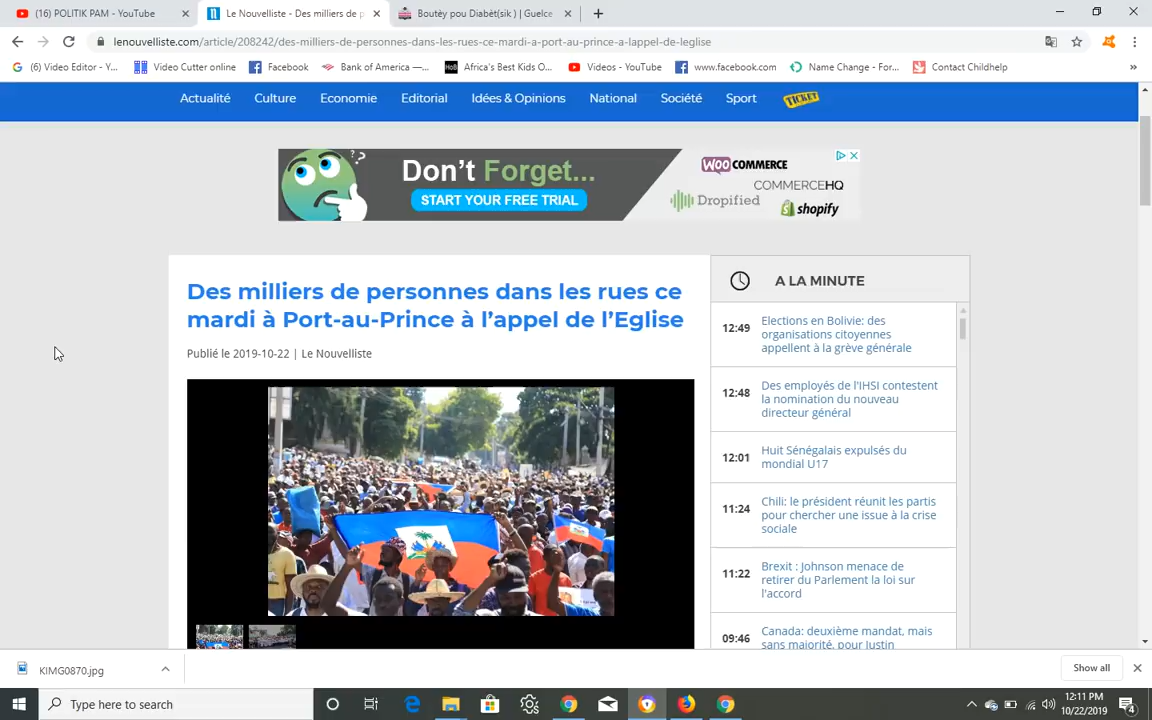 (16) POLITIK PAM - YouTube
Le Nouvelliste - Des milliers de p
Boutèy pou Diabèt(sik ) | Guelce
lenouvelliste.com/article/208242/des-milliers-de-personnes-dans-les-rues-ce-mardi-a-port-au-prince-a-lappel-de-leglise
(6) Video Editor - Y...
Video Cutter online
Facebook
Bank of America —...
Africa's Best Kids O...
Videos - YouTube
www.facebook.com
Name Change - For...
Contact Childhelp
»
Actualité
Culture
Economie
Editorial
Idées & Opinions
National
Société
Sport
TICKET
Don't Forget...
START YOUR FREE TRIAL
WOO COMMERCE
COMMERCEHQ
Dropified
shopify
Des milliers de personnes dans les rues ce
mardi à Port-au-Prince à l'appel de l'Eglise
Publié le 2019-10-22 | Le Nouvelliste
A LA MINUTE
12:49
Elections en Bolivie: des
organisations citoyennes
appellent à la grève générale
12:48
Des employés de l'IHSI contestent
la nomination du nouveau
directeur général
12:01
Huit Sénégalais expulsés du
mondial U17
11:24
Chili: le président réunit les partis
pour chercher une issue à la crise
sociale
11:22
Brexit : Johnson menace de
retirer du Parlement la loi sur
l'accord
09:46
Canada: deuxième mandat, mais
sans majorité, pour Justin
KIMG0870.jpg
Show all
Type here to search
12:11 PM
10/22/2019
4